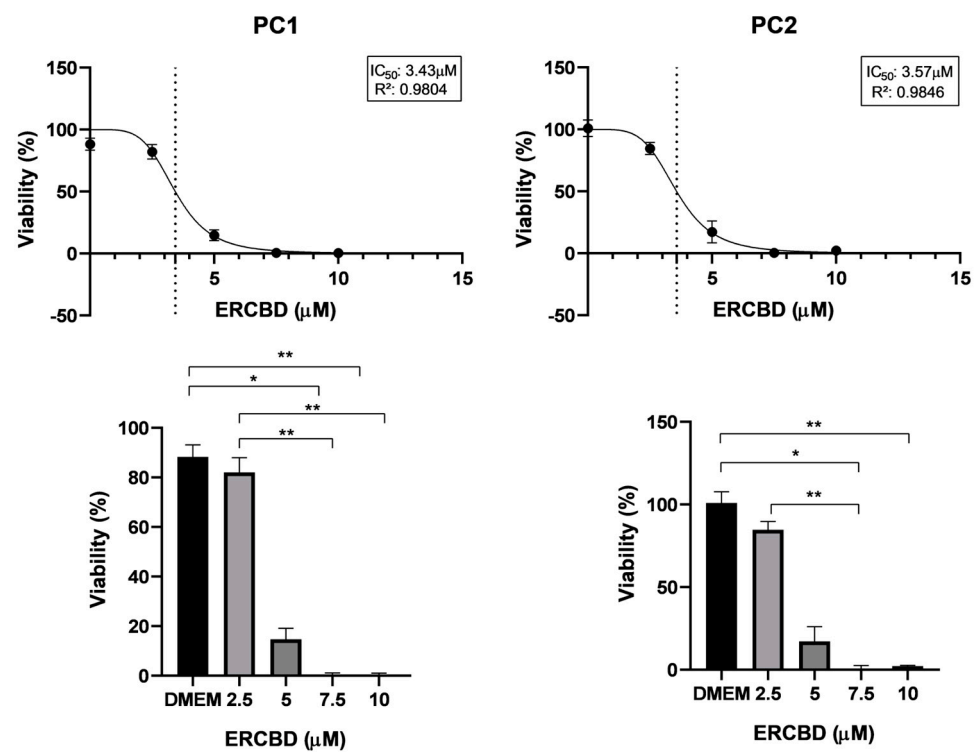 PC1
IC50: 3.43μM
R²: 0.9804
Viability (%)
150
100
50
0
-50
5
10
15
ERCBD (μM)
PC2
IC50: 3.57μM
R²: 0.9846
Viability (%)
150
100
50
0
-50
5
10
15
ERCBD (μM)
**
*
**
**
Viability (%)
100
80
60
40
20
0
DMEM 2.5 5 7.5 10
ERCBD (μM)
**
*
**
Viability (%)
150
100
50
0
DMEM 2.5 5 7.5 10
ERCBD (μM)